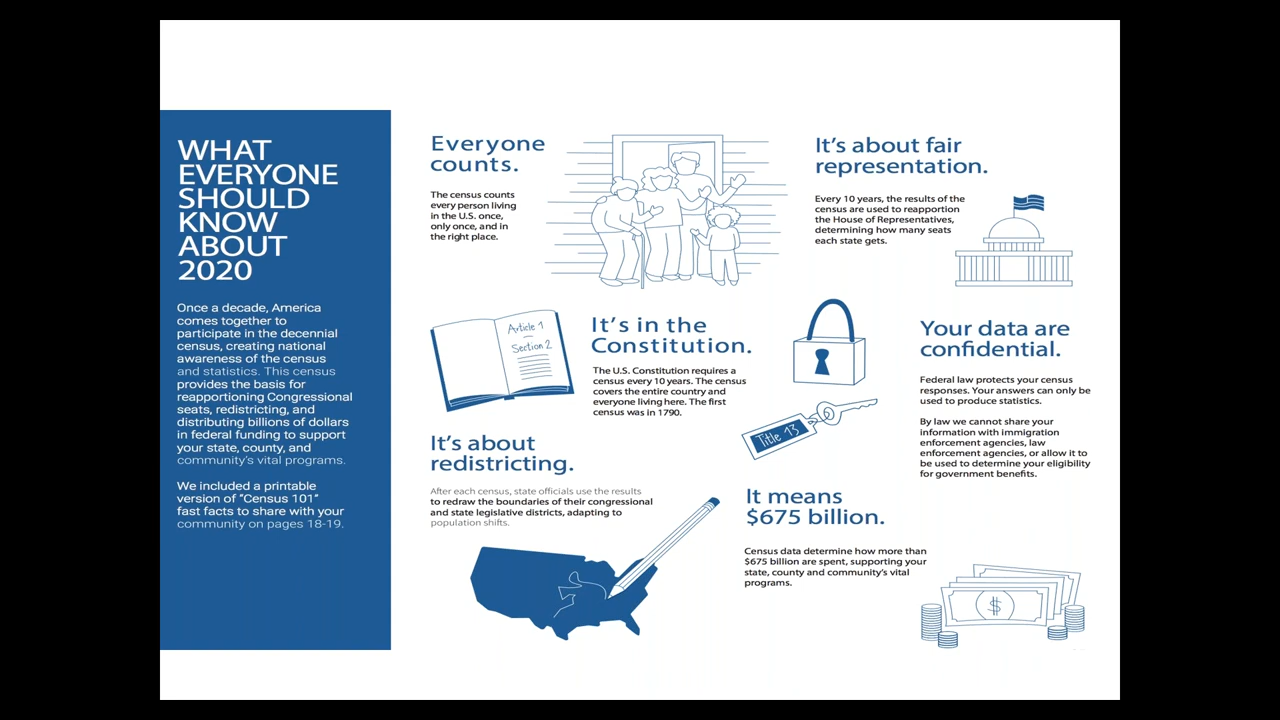 WHAT
EVERYONE
SHOULD
KNOW
ABOUT
2020
Once a decade, America
comes together to
participate in the decennial
census, creating national
awareness of the census
and statistics. This census
provides the basis for
reapportioning Congressional
seats, redistricting, and
distributing billions of dollars
in federal funding to support
your state, county, and
community's vital programs.
We included a printable
version of "Census 101"
fast facts to share with your
community on pages 18-19.
Everyone
counts.
The census counts
every person living
in the U.S. once,
only once, and in
the right place.
It's about fair
representation.
Every 10 years, the results of the
census are used to reapportion
the House of Representatives,
determining how many seats
each state gets.
Article 1
Section 2
It's in the
Constitution.
The U.S. Constitution requires a
census every 10 years. The census
covers the entire country and
everyone living here. The first
census was in 1790.
Title 13
Your data are
confidential.
Federal law protects your census
responses. Your answers can only be
used to produce statistics.
By law we cannot share your
information with immigration
enforcement agencies, law
enforcement agencies, or allow it to
be used to determine your eligibility
for government benefits.
It's about
redistricting.
After each census, state officials use the results
to redraw the boundaries of their congressional
and state legislative districts, adapting to
population shifts.
It means
$675 billion.
Census data determine how more than
$675 billion are spent, supporting your
state, county and community's vital
programs.
$